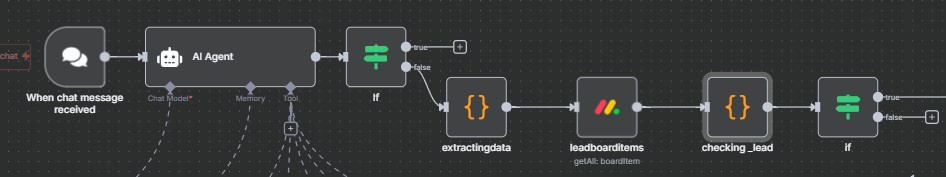 chat
When chat message
received
AI Agent
Chat Model*
Memory
Tool
If
true
false
{}
extractingdata
leadboarditems
getAll: boardItem
{}
checking _lead
if
true
false